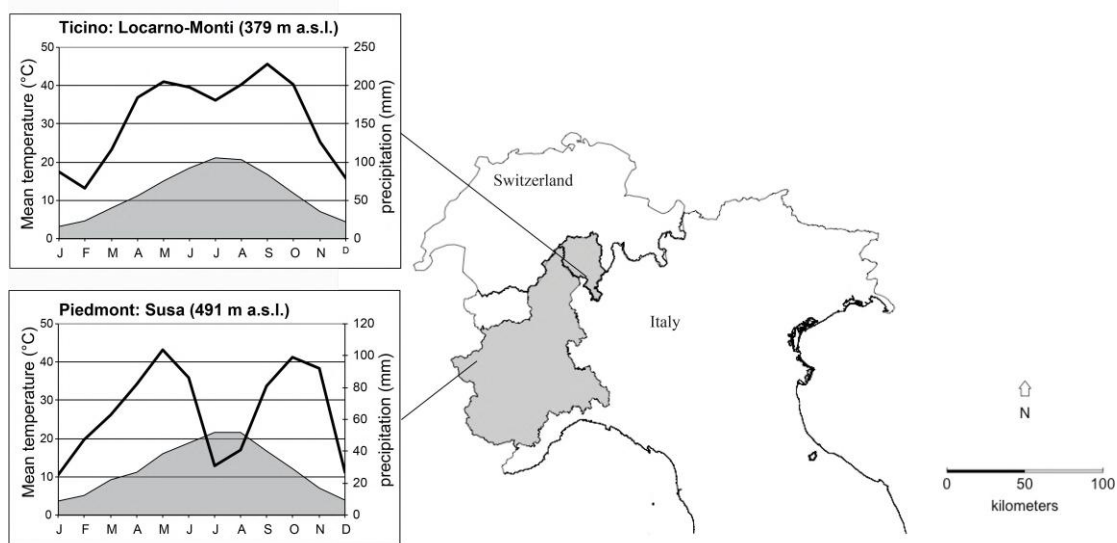 Ticino: Locarno-Monti (379 m a.s.l.)
Mean temperature (°C)
50
40
30
20
10
0
250
200
150
100
50
0
precipitation (mm)
J F M A M J J A S O N D
Piedmont: Susa (491 m a.s.l.)
Mean temperature (°C)
50
40
30
20
10
0
120
100
80
60
40
20
0
precipitation (mm)
J F M A M J J A S O N D
Switzerland
Italy
N
0 50 100
kilometers